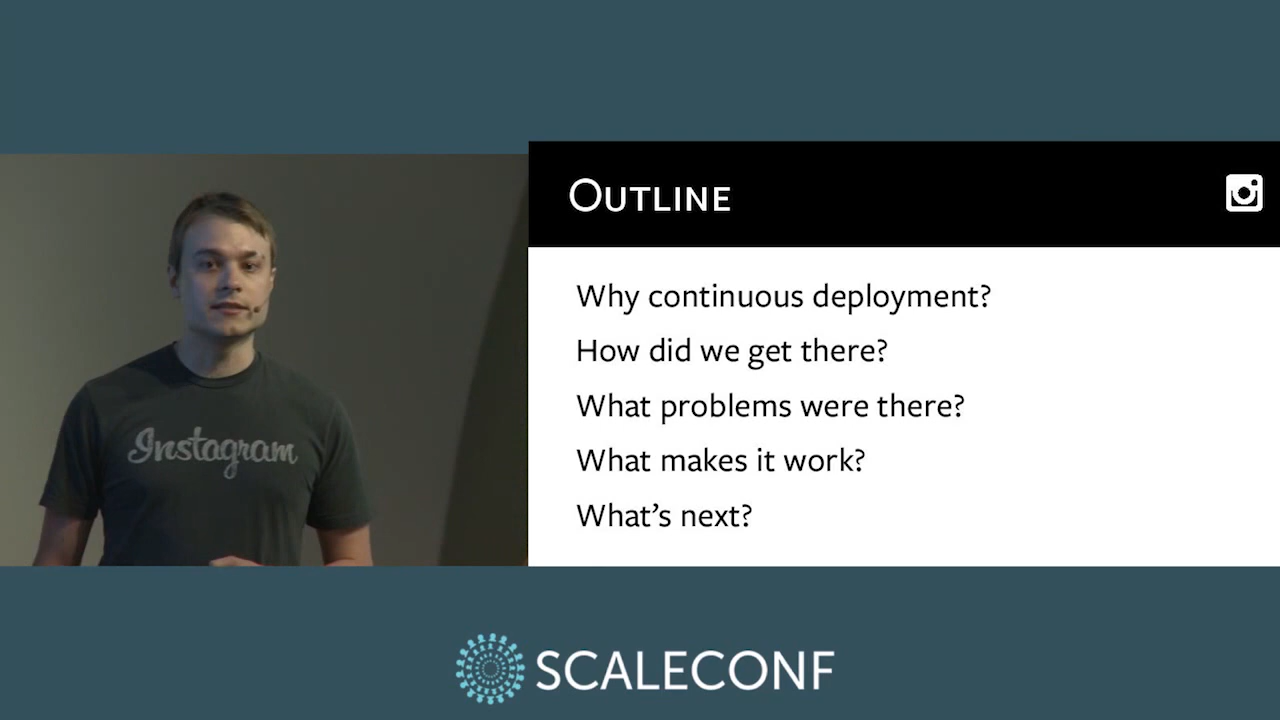 Outline
Instagram
Why continuous deployment?
How did we get there?
What problems were there?
What makes it work?
What's next?
SCALECONF